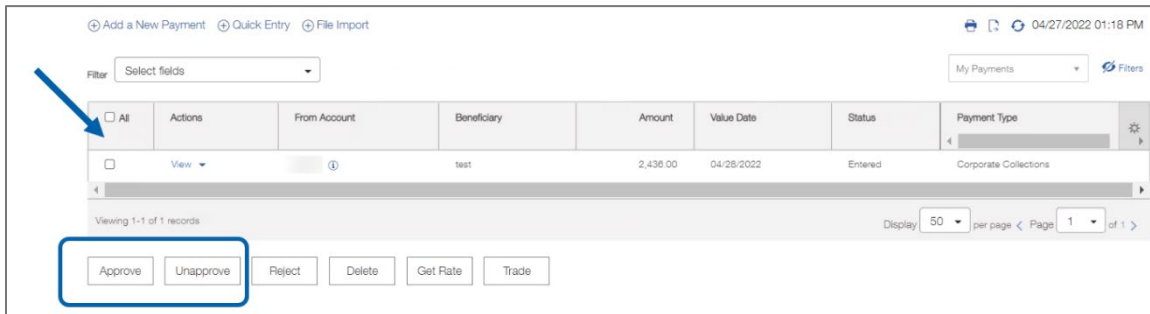 Add a New Payment Quick Entry File Import 04/27/2022 01:18 PM
Filter Select fields My Payments Filters
All Actions From Account Beneficiary Amount Value Date Status Payment Type
View test 2,436.00 04/28/2022 Entered Corporate Collections
Viewing 1-1 of 1 records Display 50 per page Page 1 of 1
Approve Unapprove Reject Delete Get Rate Trade